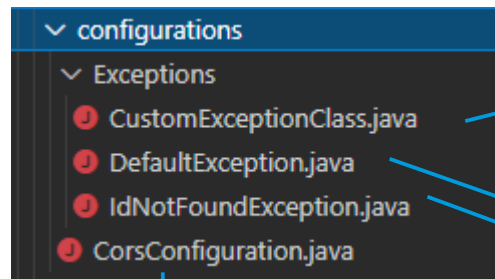 configurations
Exceptions
J CustomExceptionClass.java
J DefaultException.java
J IdNotFoundException.java
J CorsConfiguration.java